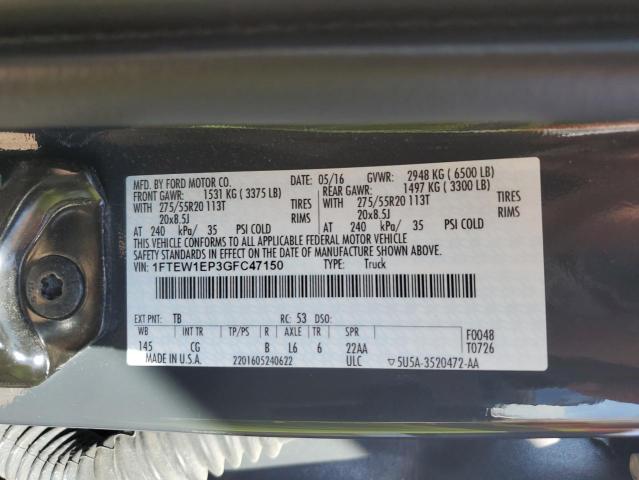 MFD. BY FORD MOTOR CO. DATE: 05/16 GVWR: 2948 KG ( 6500 LB)
FRONT GAWR: 1531 KG ( 3375 LB) REAR GAWR: 1497 KG ( 3300 LB)
WITH 275/55R20 113T TIRES WITH 275/55R20 113T TIRES
20x8.5J RIMS 20x8.5J RIMS
AT 240 kPa/ 35 PSI COLD AT 240 kPa/ 35 PSI COLD
THIS VEHICLE CONFORMS TO ALL APPLICABLE FEDERAL MOTOR VEHICLE
SAFETY STANDARDS IN EFFECT ON THE DATE OF MANUFACTURE SHOWN ABOVE.
VIN: 1FTEW1EP3GFC47150 TYPE: Truck
EXT PNT: TB RC: 53 DSO: F0048
WB INT TR TP/PS R AXLE TR SPR T0726
145 CG B L6 6 22AA
MADE IN U.S.A. 2201605240622 ULC ▽5U5A-3520472-AA